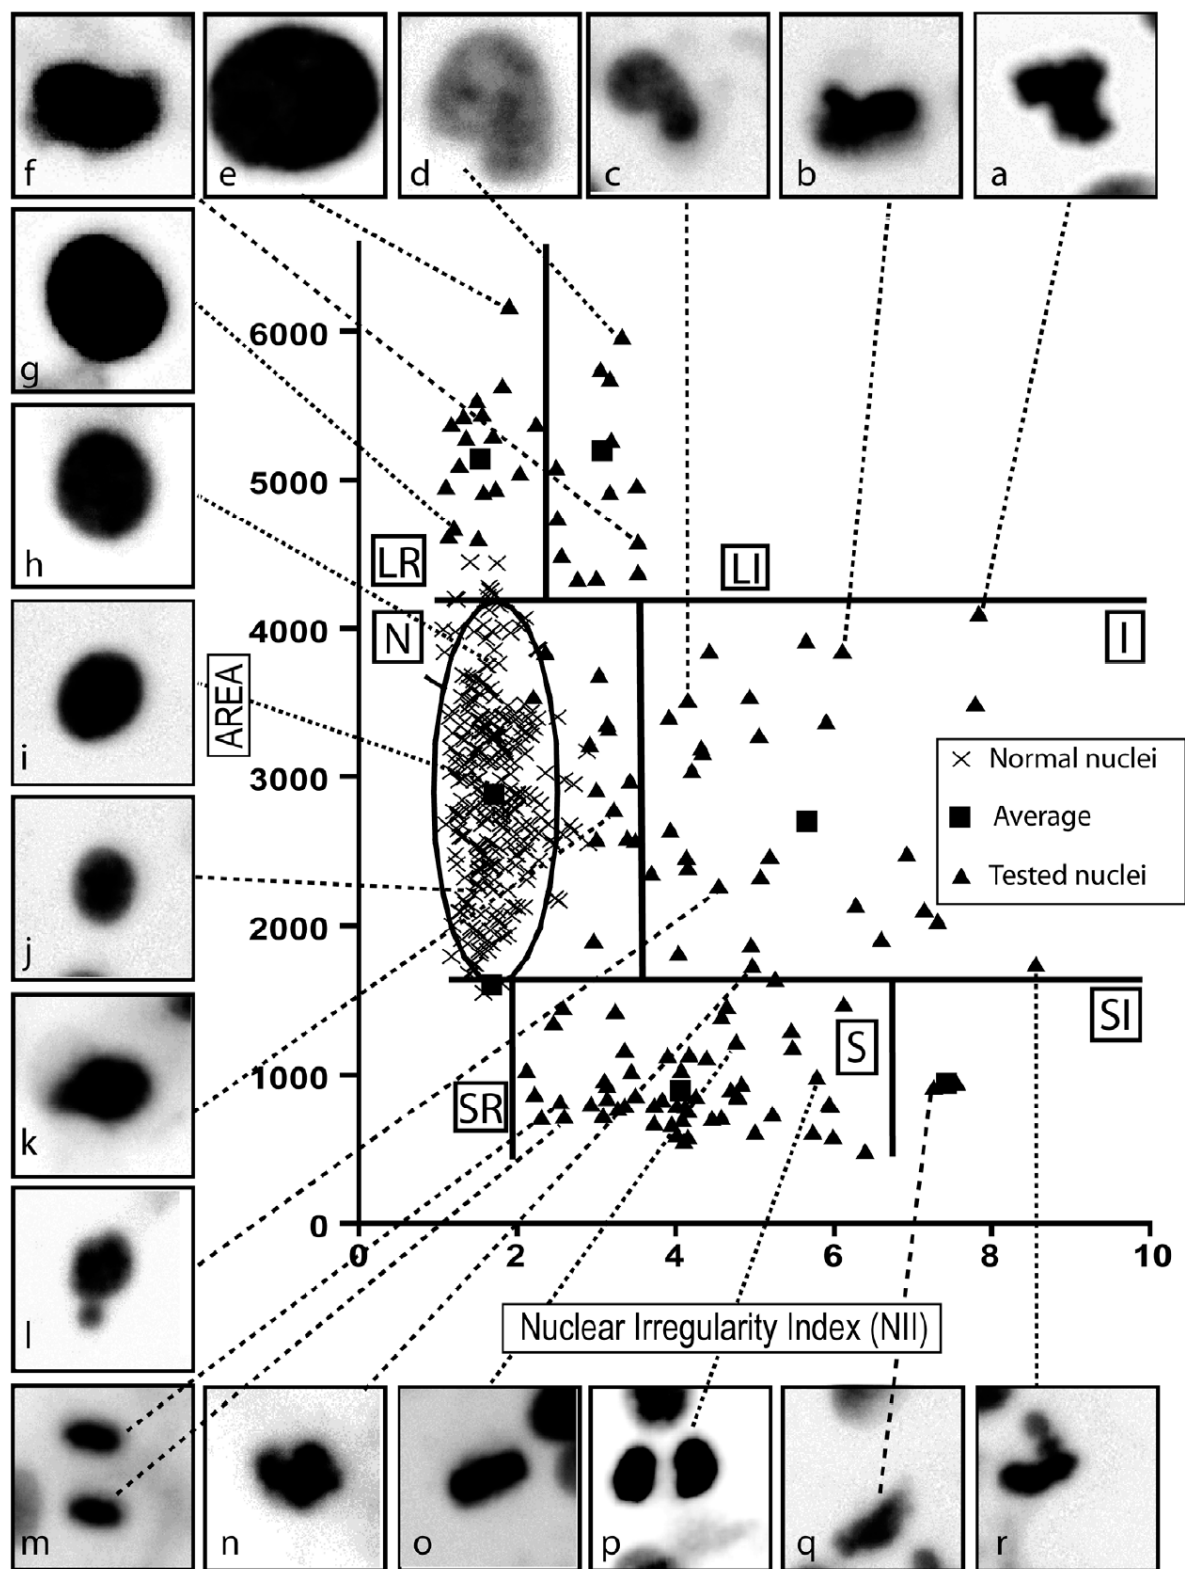 f e d c b a
g
6000
5000
h
LR LI
4000 N I
AREA
i
Normal nuclei
3000
Average
Tested nuclei
j
2000
SI
S
1000
SR
k
0
0 2 4 6 8 10
l
Nuclear Irregularity Index (NII)
m n o p q r